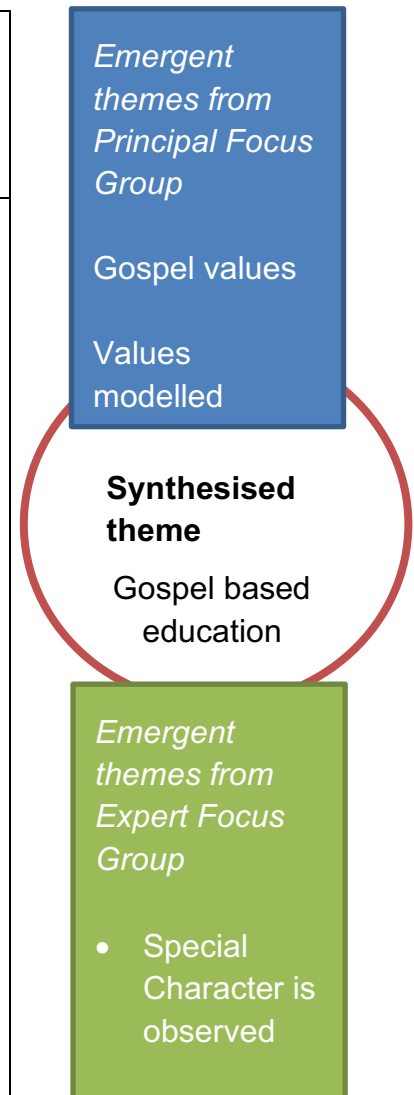 Emergent
themes from
Principal Focus
Group
Gospel values
Values
modelled
Synthesised
theme
Gospel based
education
Emergent
themes from
Expert Focus
Group
• Special
Character is
observed